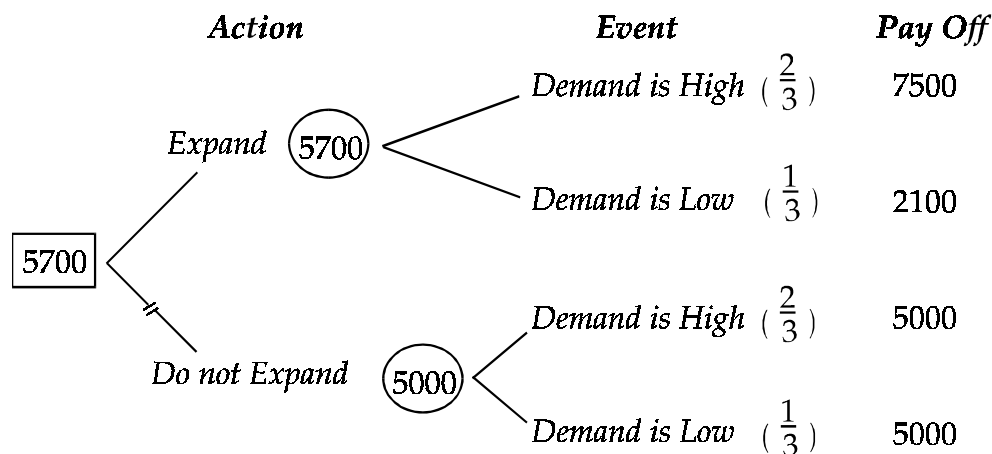 Action Event Pay Off
Demand is High (2/3) 7500
Expand 5700
Demand is Low (1/3) 2100
5700
Demand is High (2/3) 5000
Do not Expand 5000
Demand is Low (1/3) 5000